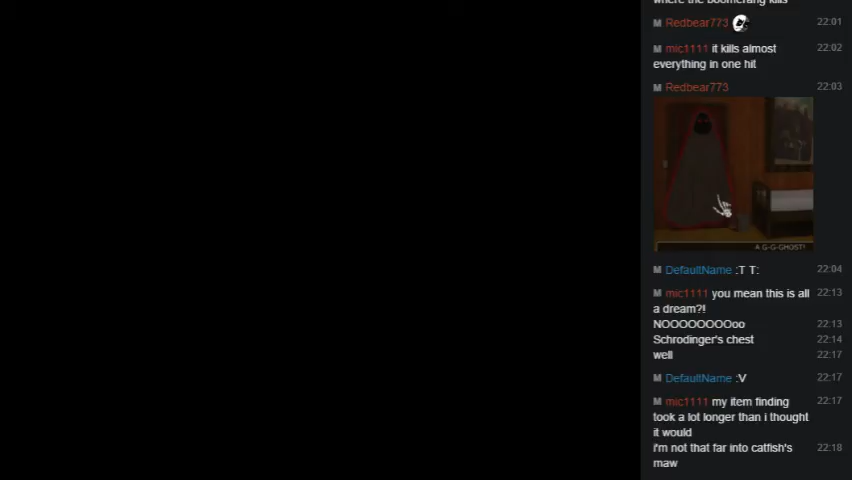 where the boomerang kills
M Redbear773 22:01
M mic1111 it kills almost 22:02
everything in one hit
M Redbear773 22:03
A G-G-GHOST!
M DefaultName :T T: 22:04
M mic1111 you mean this is all 22:13
a dream?!
NOOOOOOOOoo 22:13
Schrodinger's chest 22:14
well 22:17
M DefaultName :V 22:17
M mic1111 my item finding 22:17
took a lot longer than i thought
it would
i'm not that far into catfish's 22:18
maw